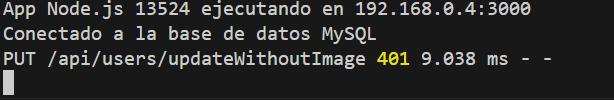 App Node.js 13524 ejecutando en 192.168.0.4:3000
Conectado a la base de datos MySQL
PUT /api/users/updateWithoutImage 401 9.038 ms - -